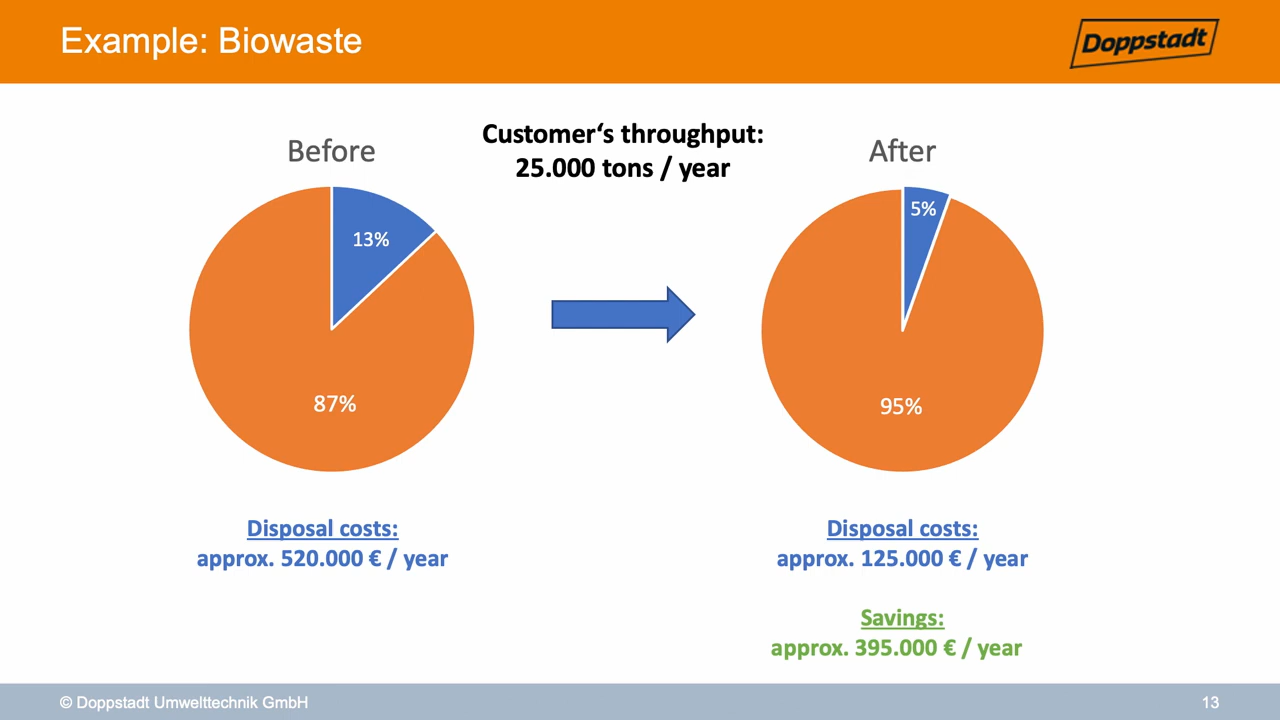 Example: Biowaste
Doppstadt
Before
Customer‘s throughput:
25.000 tons / year
After
13%
87%
5%
95%
Disposal costs:
approx. 520.000 € / year
Disposal costs:
approx. 125.000 € / year
Savings:
approx. 395.000 € / year
© Doppstadt Umwelttechnik GmbH
13